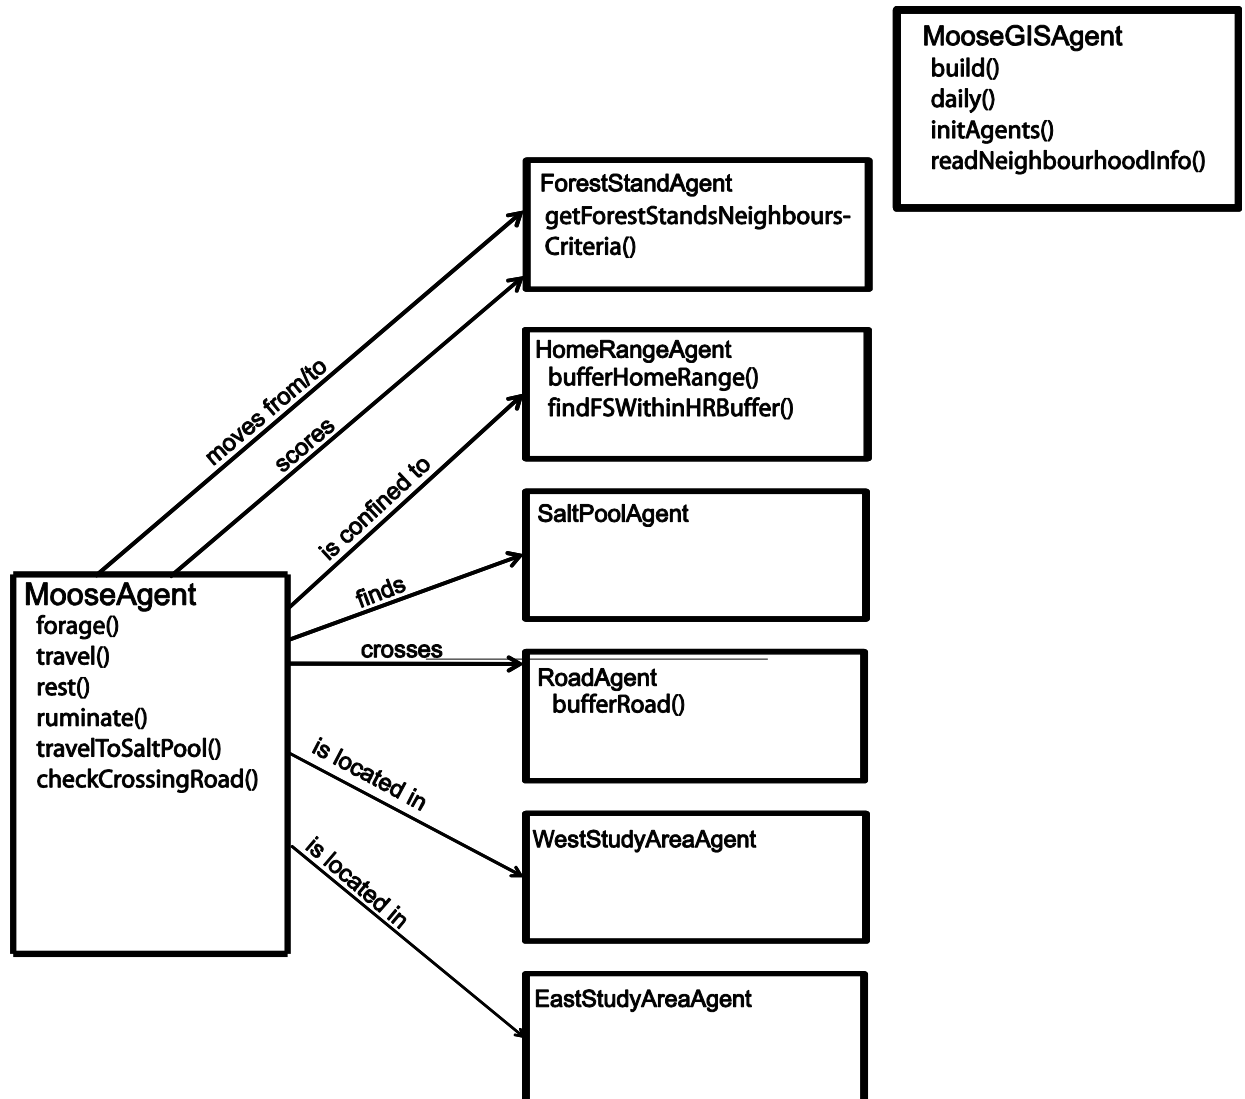 MooseGISAgent
build()
daily()
initAgents()
readNeighbourhoodInfo()
ForestStandAgent
getForestStandsNeighbours-
Criteria()
HomeRangeAgent
bufferHomeRange()
findFSWithinHRBuffer()
SaltPoolAgent
RoadAgent
bufferRoad()
WestStudyAreaAgent
EastStudyAreaAgent
moves from/to
scores
is confined to
finds
crosses
is located in
is located in
MooseAgent
forage()
travel()
rest()
ruminate()
travelToSaltPool()
checkCrossingRoad()